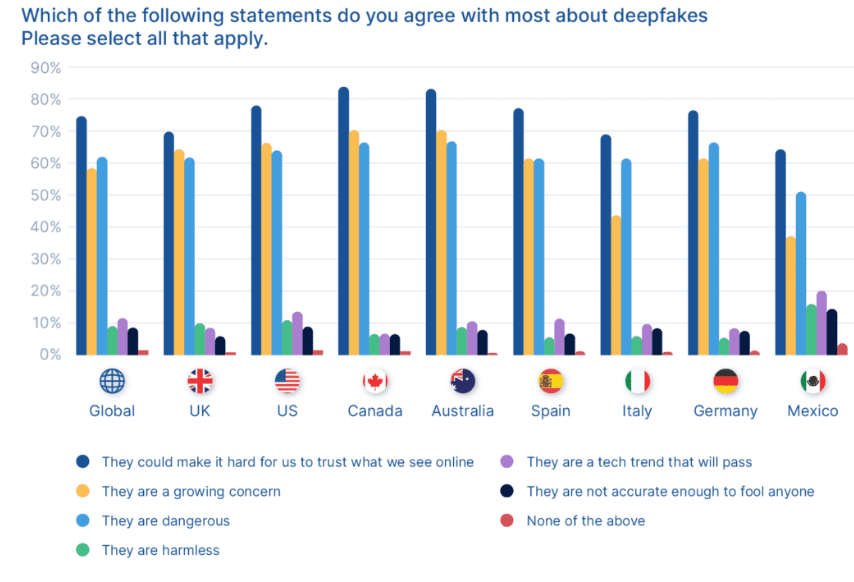 Which of the following statements do you agree with most about deepfakes
Please select all that apply.
90%
80%
70%
60%
50%
40%
30%
20%
10%
0%
Global
UK
US
Canada
Australia
Spain
Italy
Germany
Mexico
They could make it hard for us to trust what we see online
They are a growing concern
They are dangerous
They are harmless
They are a tech trend that will pass
They are not accurate enough to fool anyone
None of the above